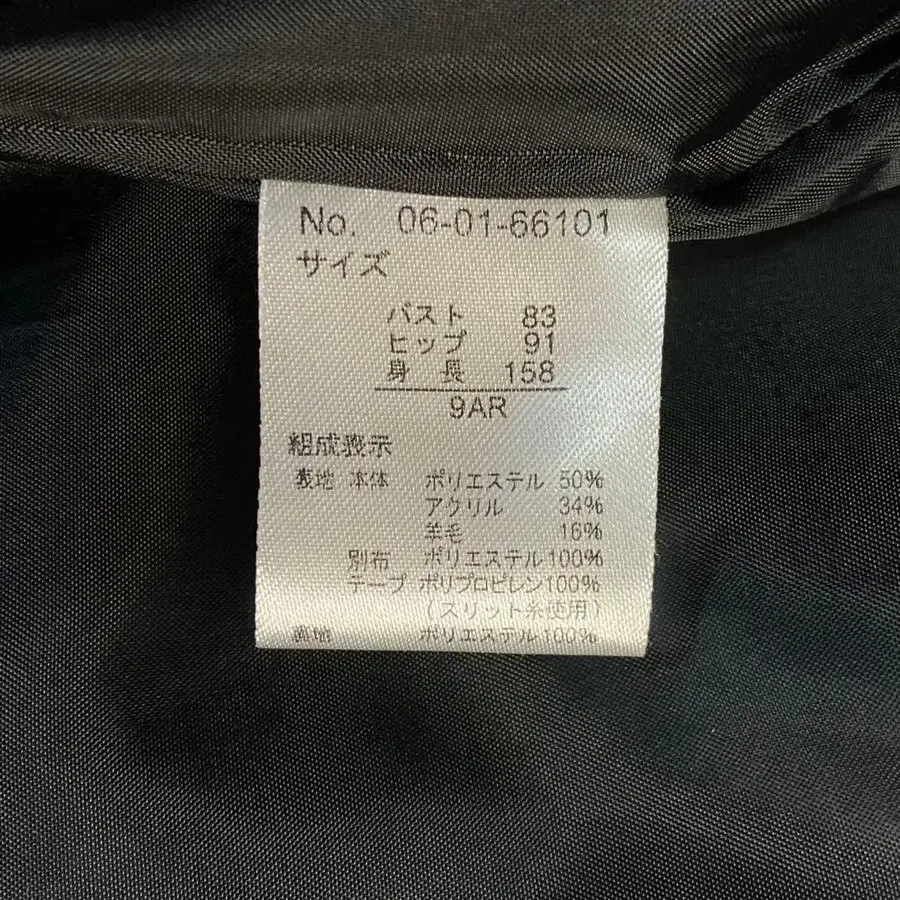 No. 06-01-66101
サイズ
バスト 83
ヒップ 91
身長 158
9AR
組成表示
表地 本体 ポリエステル 50%
アクリル 34%
羊毛 16%
別布 ポリエステル100%
テープ ポリプロピレン100%
(スリット糸使用)
裏地 ポリエステル100%